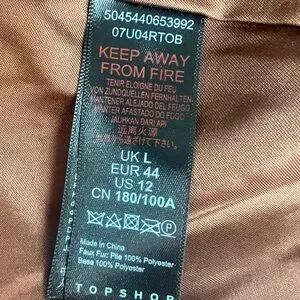 5045440653992
07U04RTOB
KEEP AWAY
FROM FIRE
TENIR ELOIGNE DU FEU
VON ZUNDQUELLEN FERNHALTEN
MANTENER ALEJADO DEL FUEGO
MANTER AFASTADO DO FOGO
JAUHKAN DARI API
远离火源
UK L
EUR 44
US 12
CN 180/100A
Made in China
Faux Fur: Pile 100% Polyester
Base 100% Polyester
TOPSHOP